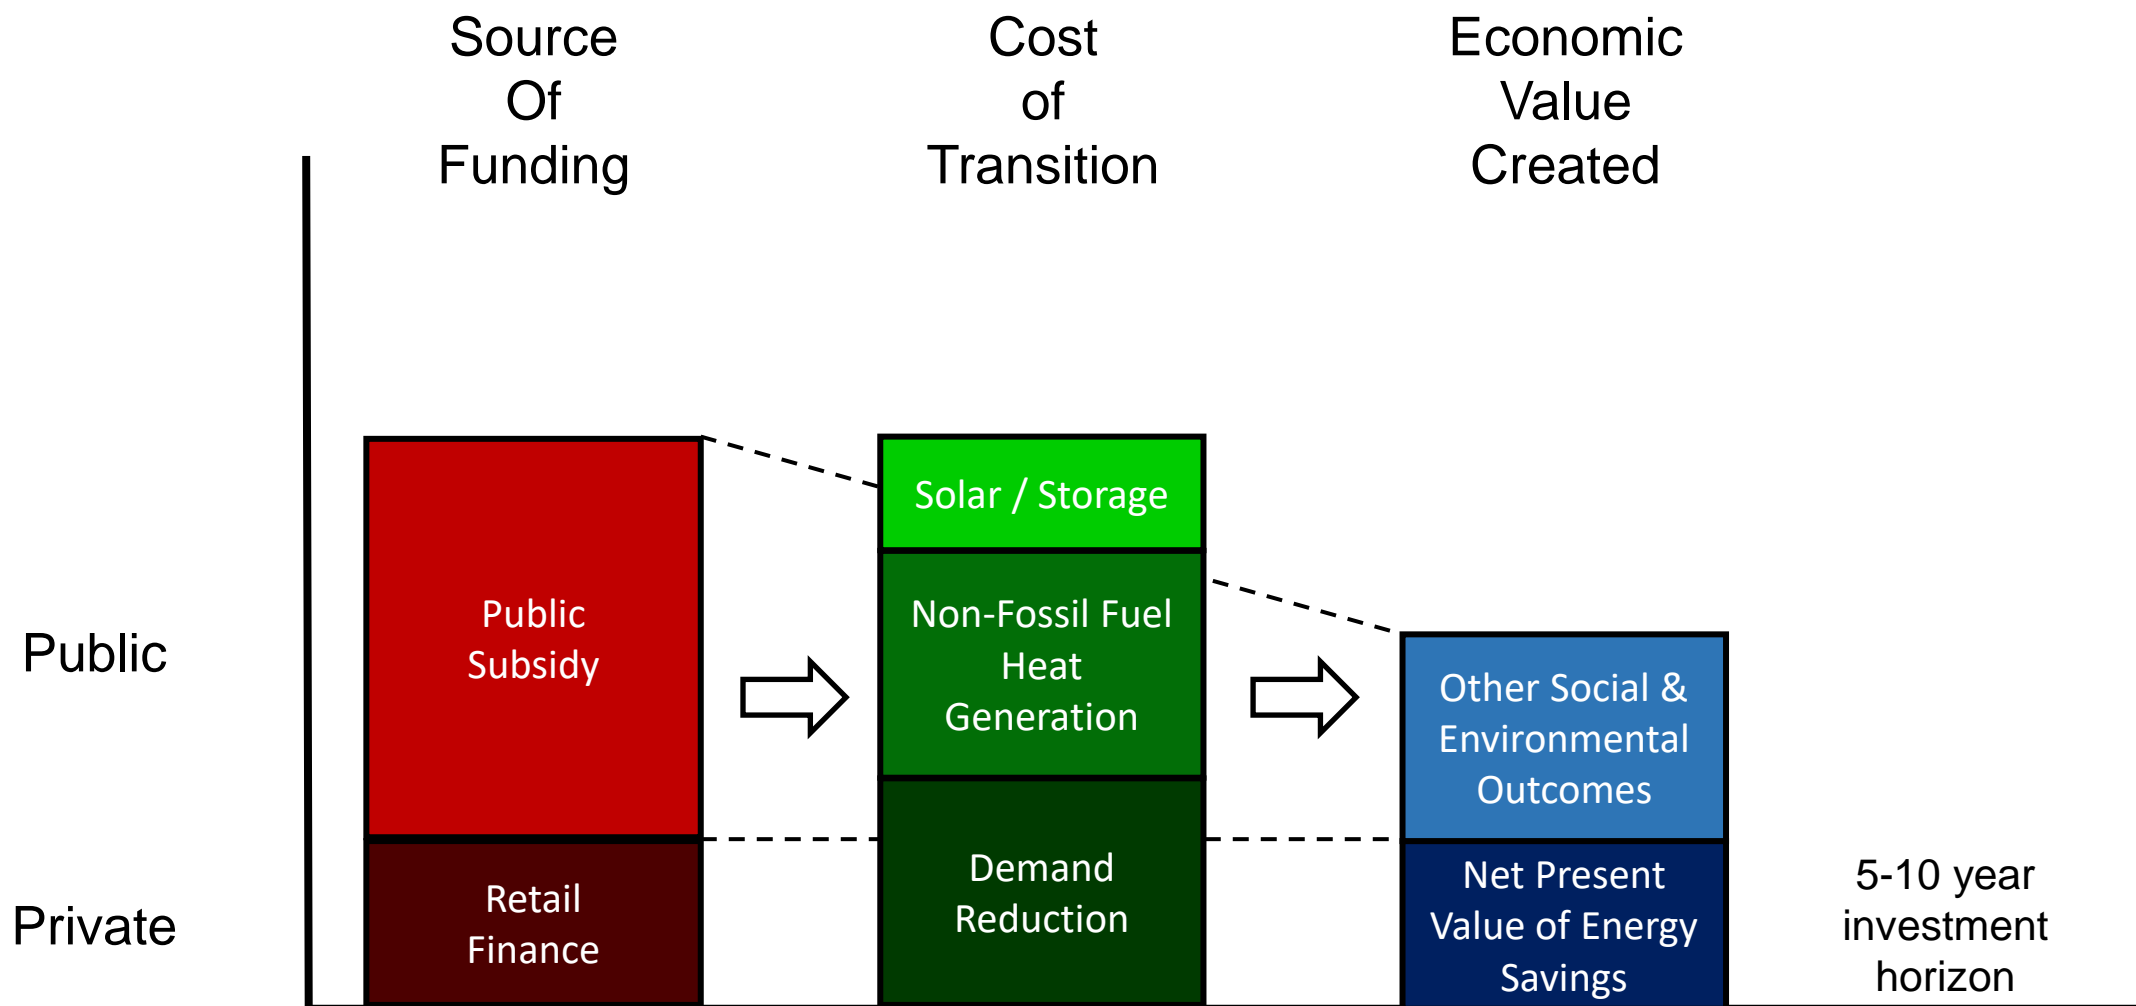 Source
Of
Funding
Cost
of
Transition
Economic
Value
Created
Public
Private
Public
Subsidy
Retail
Finance
Solar / Storage
Non-Fossil Fuel
Heat
Generation
Demand
Reduction
Other Social &
Environmental
Outcomes
Net Present
Value of Energy
Savings
5-10 year
investment
horizon